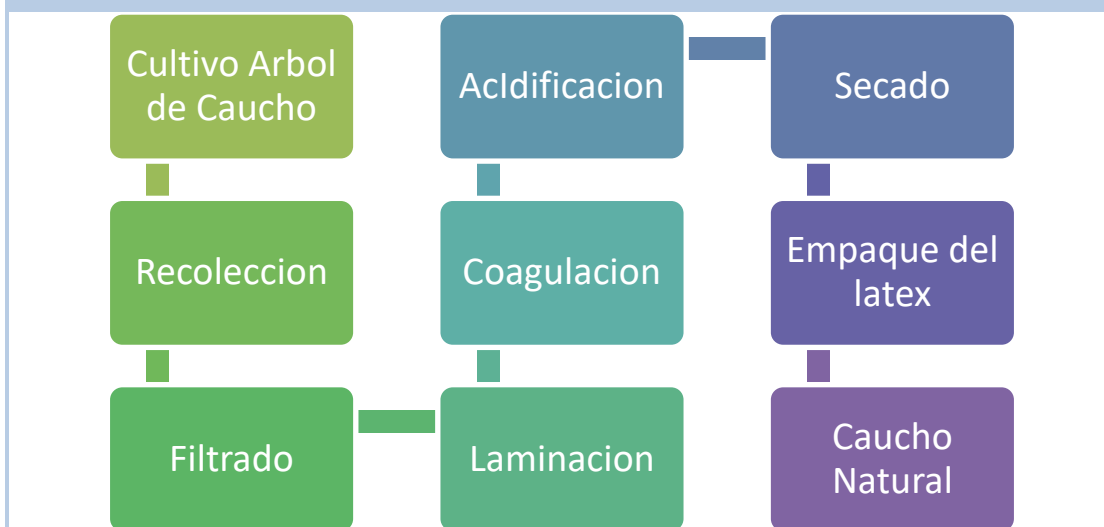 Cultivo Arbol
de Caucho
Recoleccion
Filtrado
Laminacion
Coagulacion
AcIdificacion
Secado
Empaque del
latex
Caucho
Natural